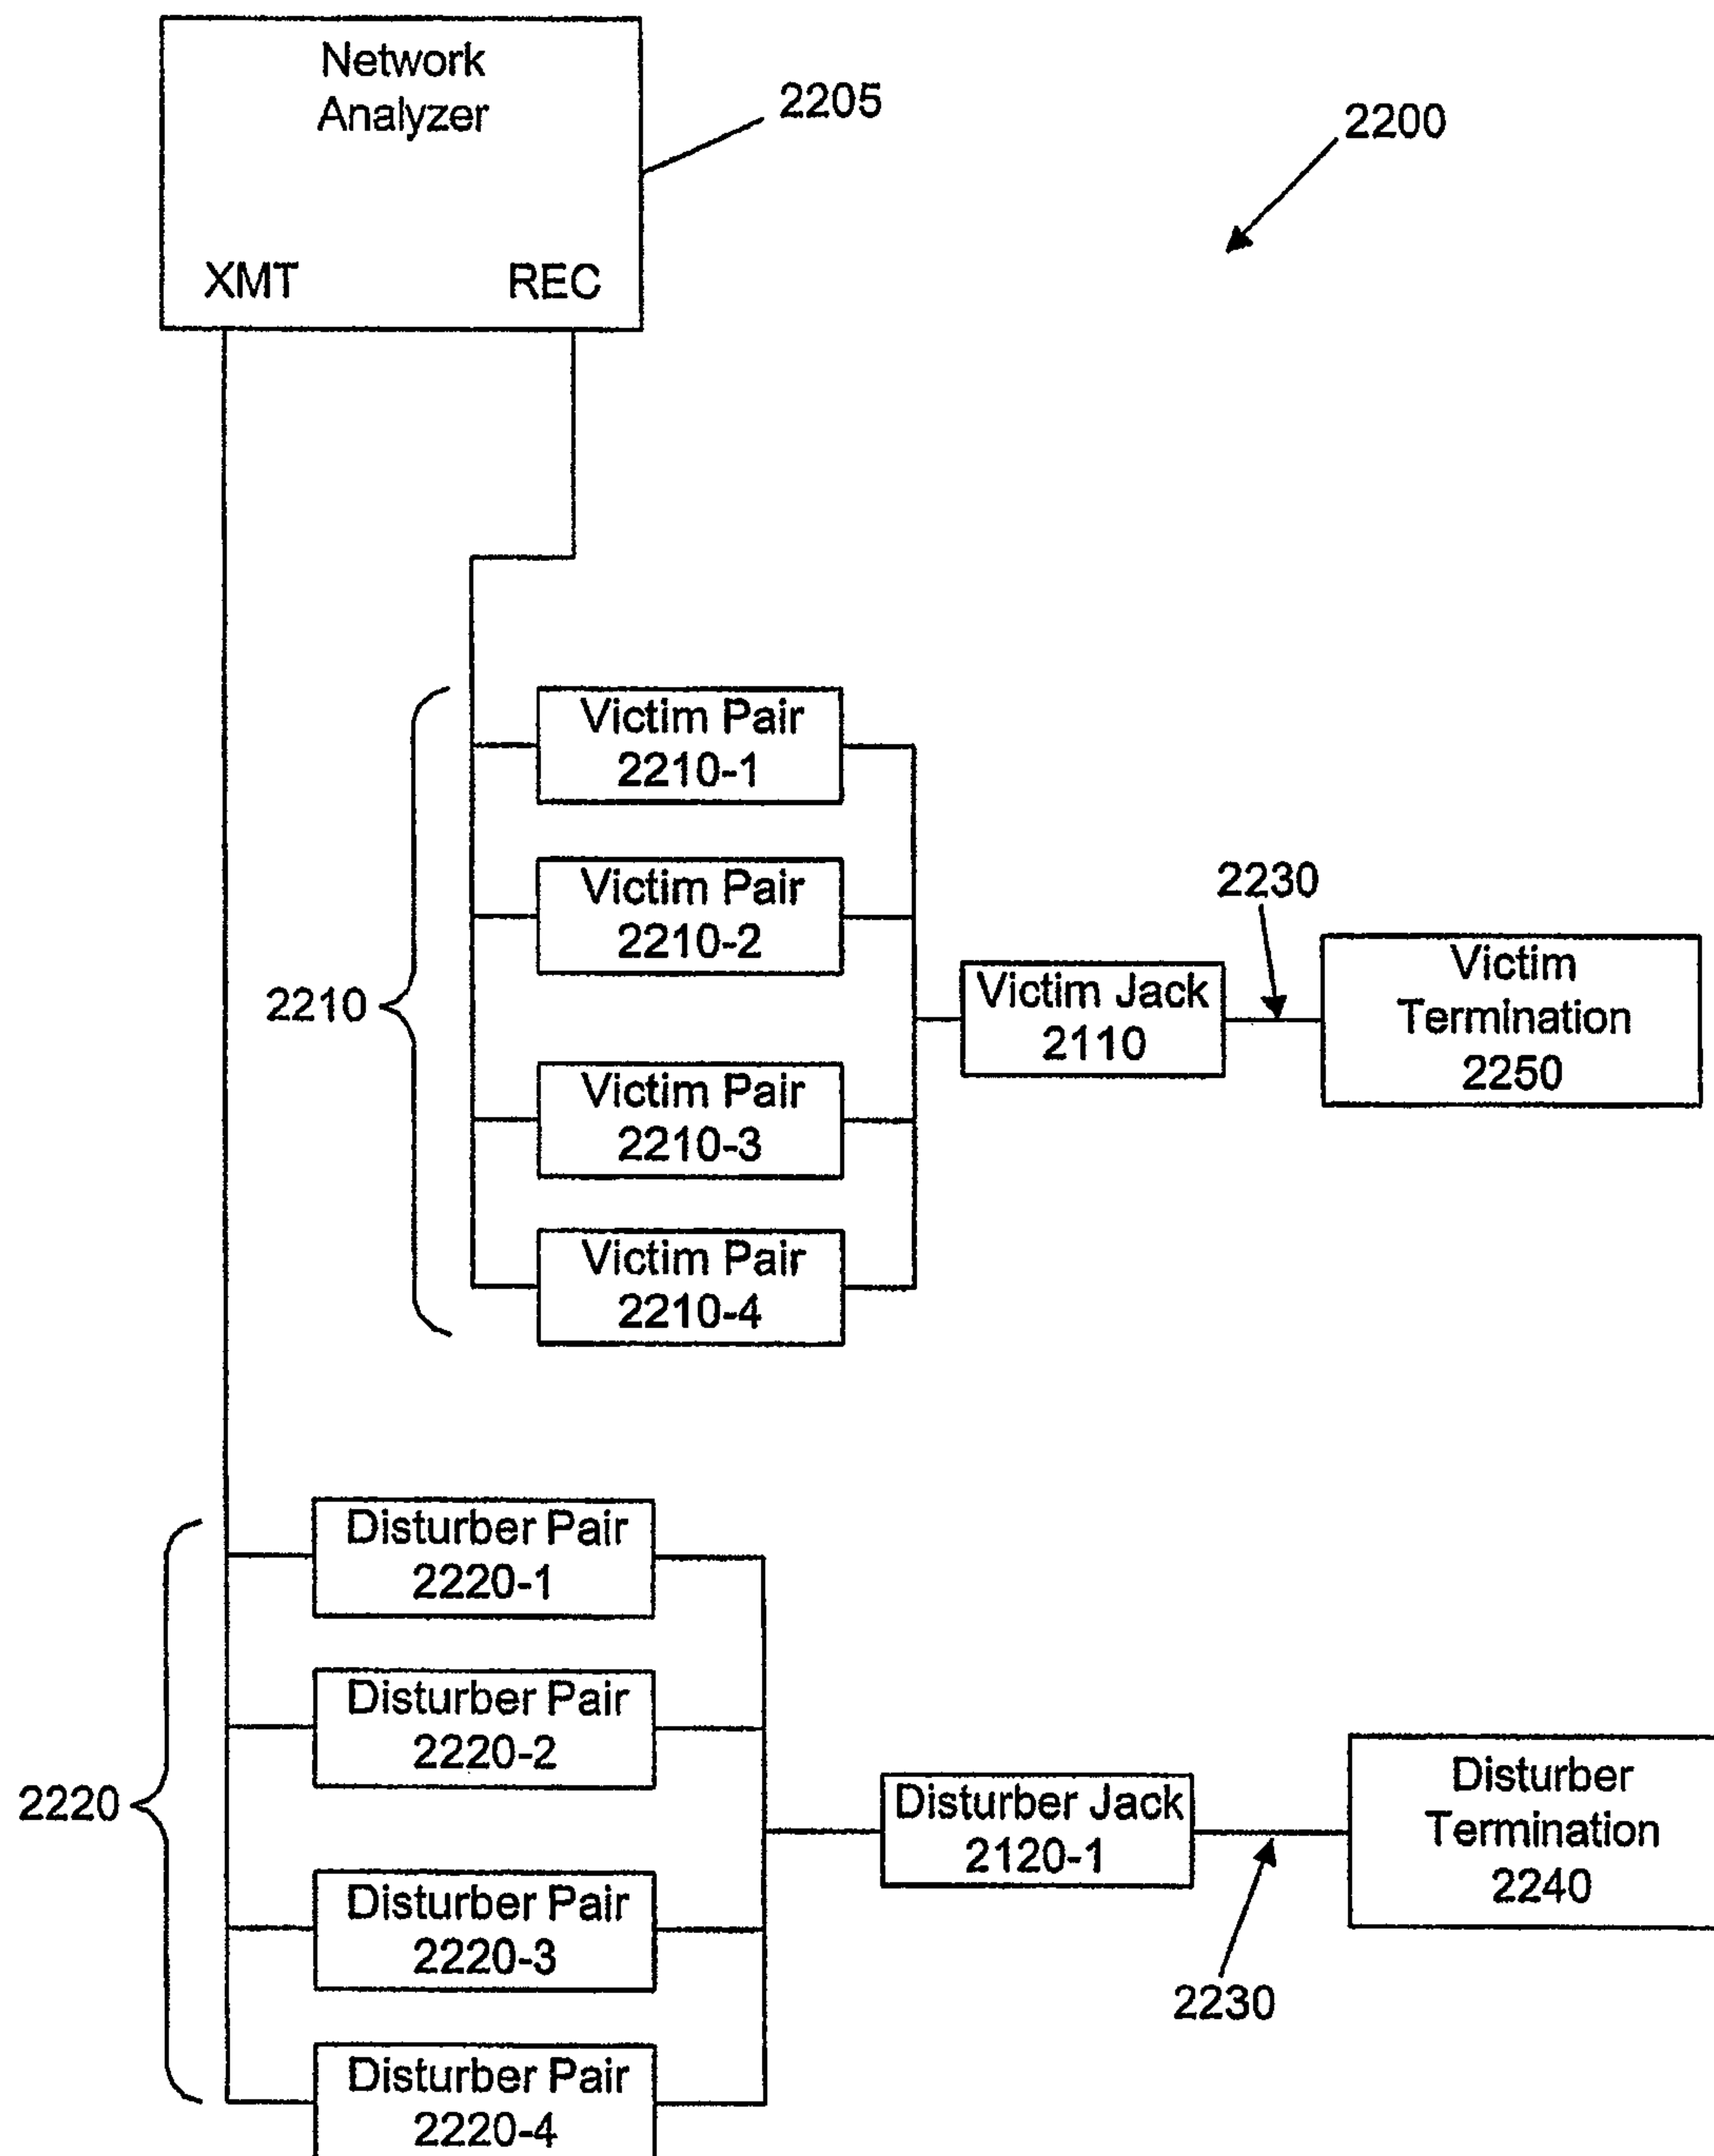 Network
Analyzer
XMT
REC
2205
2200
Victim Pair
2210-1
Victim Pair
2210-2
Victim Pair
2210-3
Victim Pair
2210-4
2210
Victim Jack
2110
2230
Victim
Termination
2250
Disturber Pair
2220-1
Disturber Pair
2220-2
Disturber Pair
2220-3
Disturber Pair
2220-4
2220
Disturber Jack
2120-1
2230
Disturber
Termination
2240